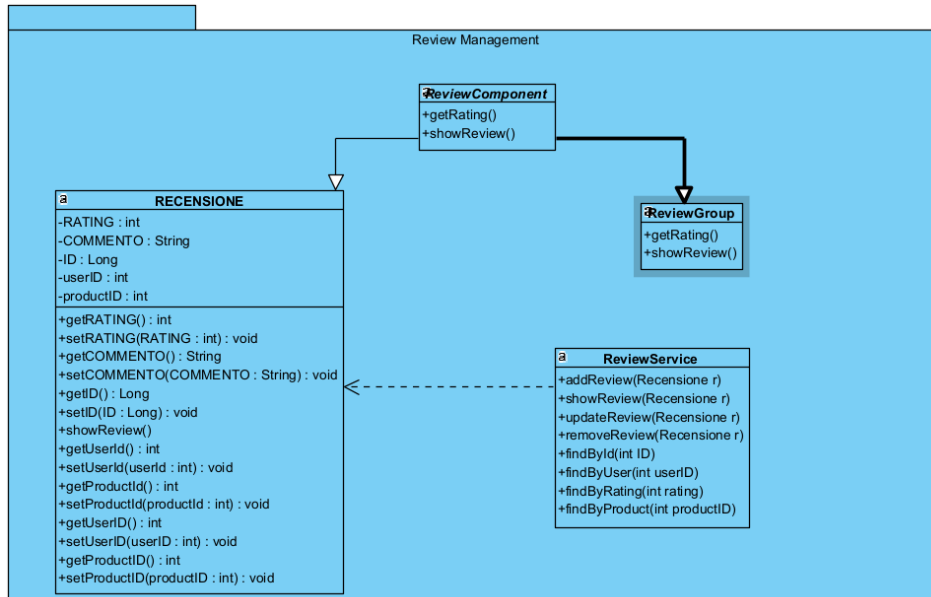 Review Management
ReviewComponent
+getRating()
+showReview()
a
RECENSIONE
-RATING : int
-COMMENTO : String
-ID : Long
-userID : int
-productID : int
+getRATING() : int
+setRATING(RATING : int) : void
+getCOMMENTO() : String
+setCOMMENTO(COMMENTO : String) : void
+getID() : Long
+setID(ID : Long) : void
+showReview()
+getUserId() : int
+setUserId(userId : int) : void
+getProductId() : int
+setProductId(productId : int) : void
+getUserID() : int
+setUserID(userID : int) : void
+getProductID() : int
+setProductID(productID : int) : void
a
ReviewGroup
+getRating()
+showReview()
a
ReviewService
+addReview(Recensione r)
+showReview(Recensione r)
+updateReview(Recensione r)
+removeReview(Recensione r)
+findById(int ID)
+findByUser(int userID)
+findByRating(int rating)
+findByProduct(int productID)
a